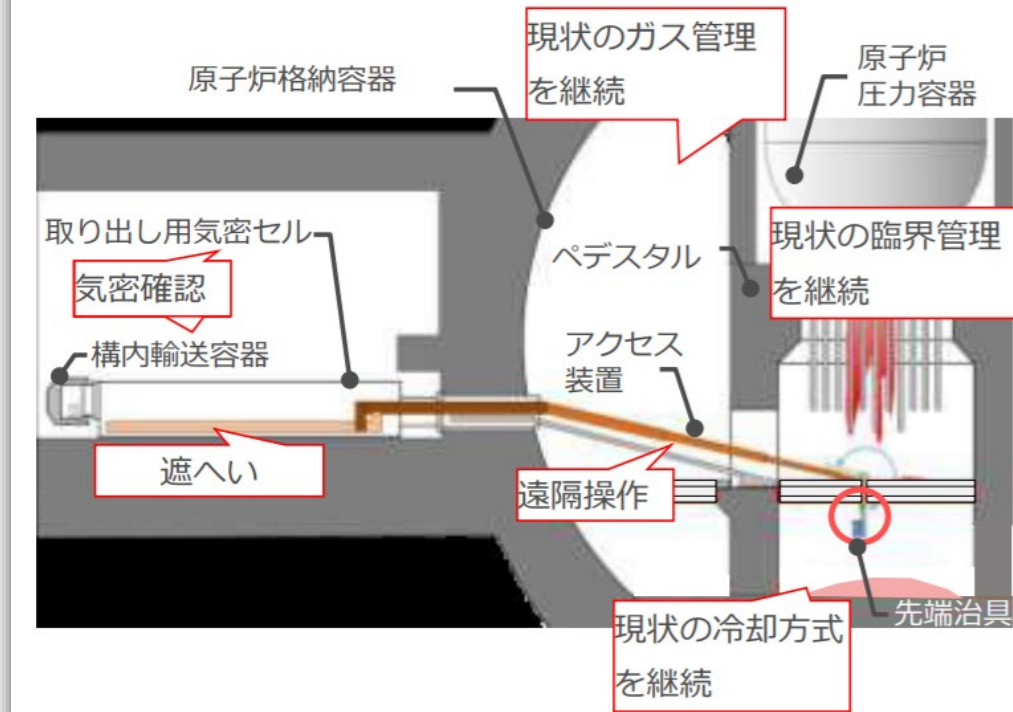 現状のガス管理
を継続
原子炉格納容器
原子炉
圧力容器
取り出し用気密セル
気密確認
ペデスタル
現状の臨界管理
を継続
構内輸送容器
アクセス
装置
遮へい
遠隔操作
先端治具
現状の冷却方式
を継続